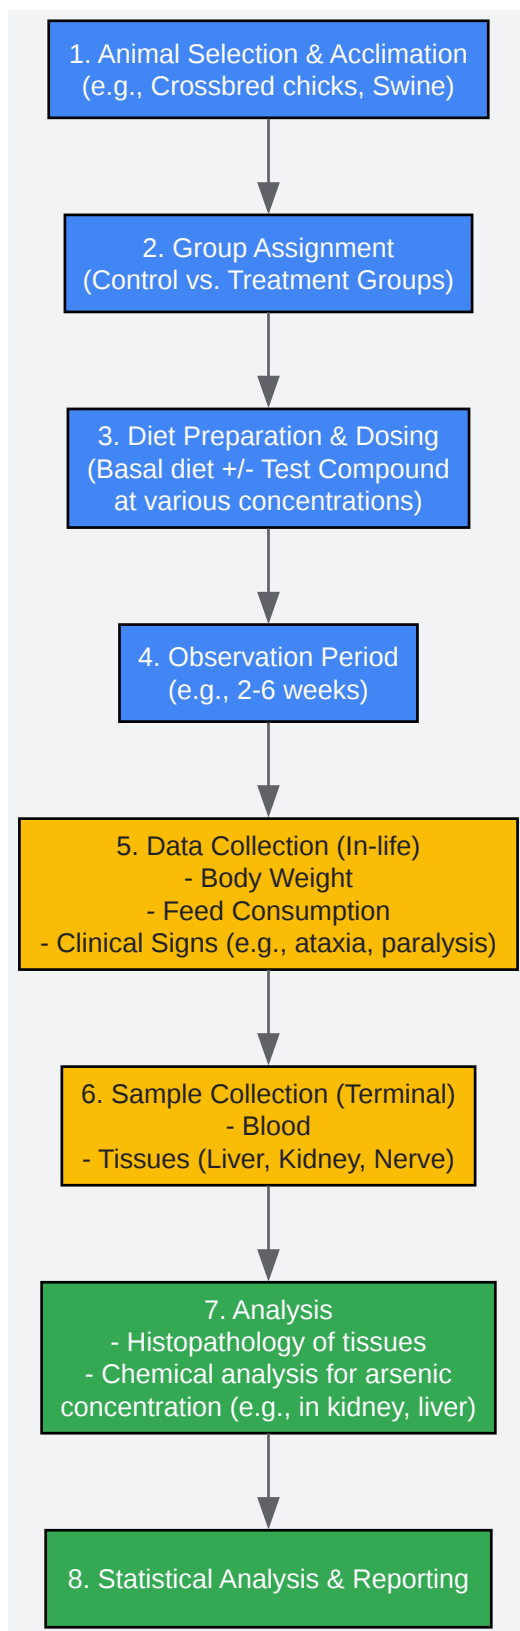 1. Animal Selection & Acclimation
(e.g., Crossbred chicks, Swine)
2. Group Assignment
(Control vs. Treatment Groups)
3. Diet Preparation & Dosing
(Basal diet +/- Test Compound
at various concentrations)
4. Observation Period
(e.g., 2-6 weeks)
5. Data Collection (In-life)
- Body Weight
- Feed Consumption
- Clinical Signs (e.g., ataxia, paralysis)
6. Sample Collection (Terminal)
- Blood
- Tissues (Liver, Kidney, Nerve)
7. Analysis
- Histopathology of tissues
- Chemical analysis for arsenic
concentration (e.g., in kidney, liver)
8. Statistical Analysis & Reporting